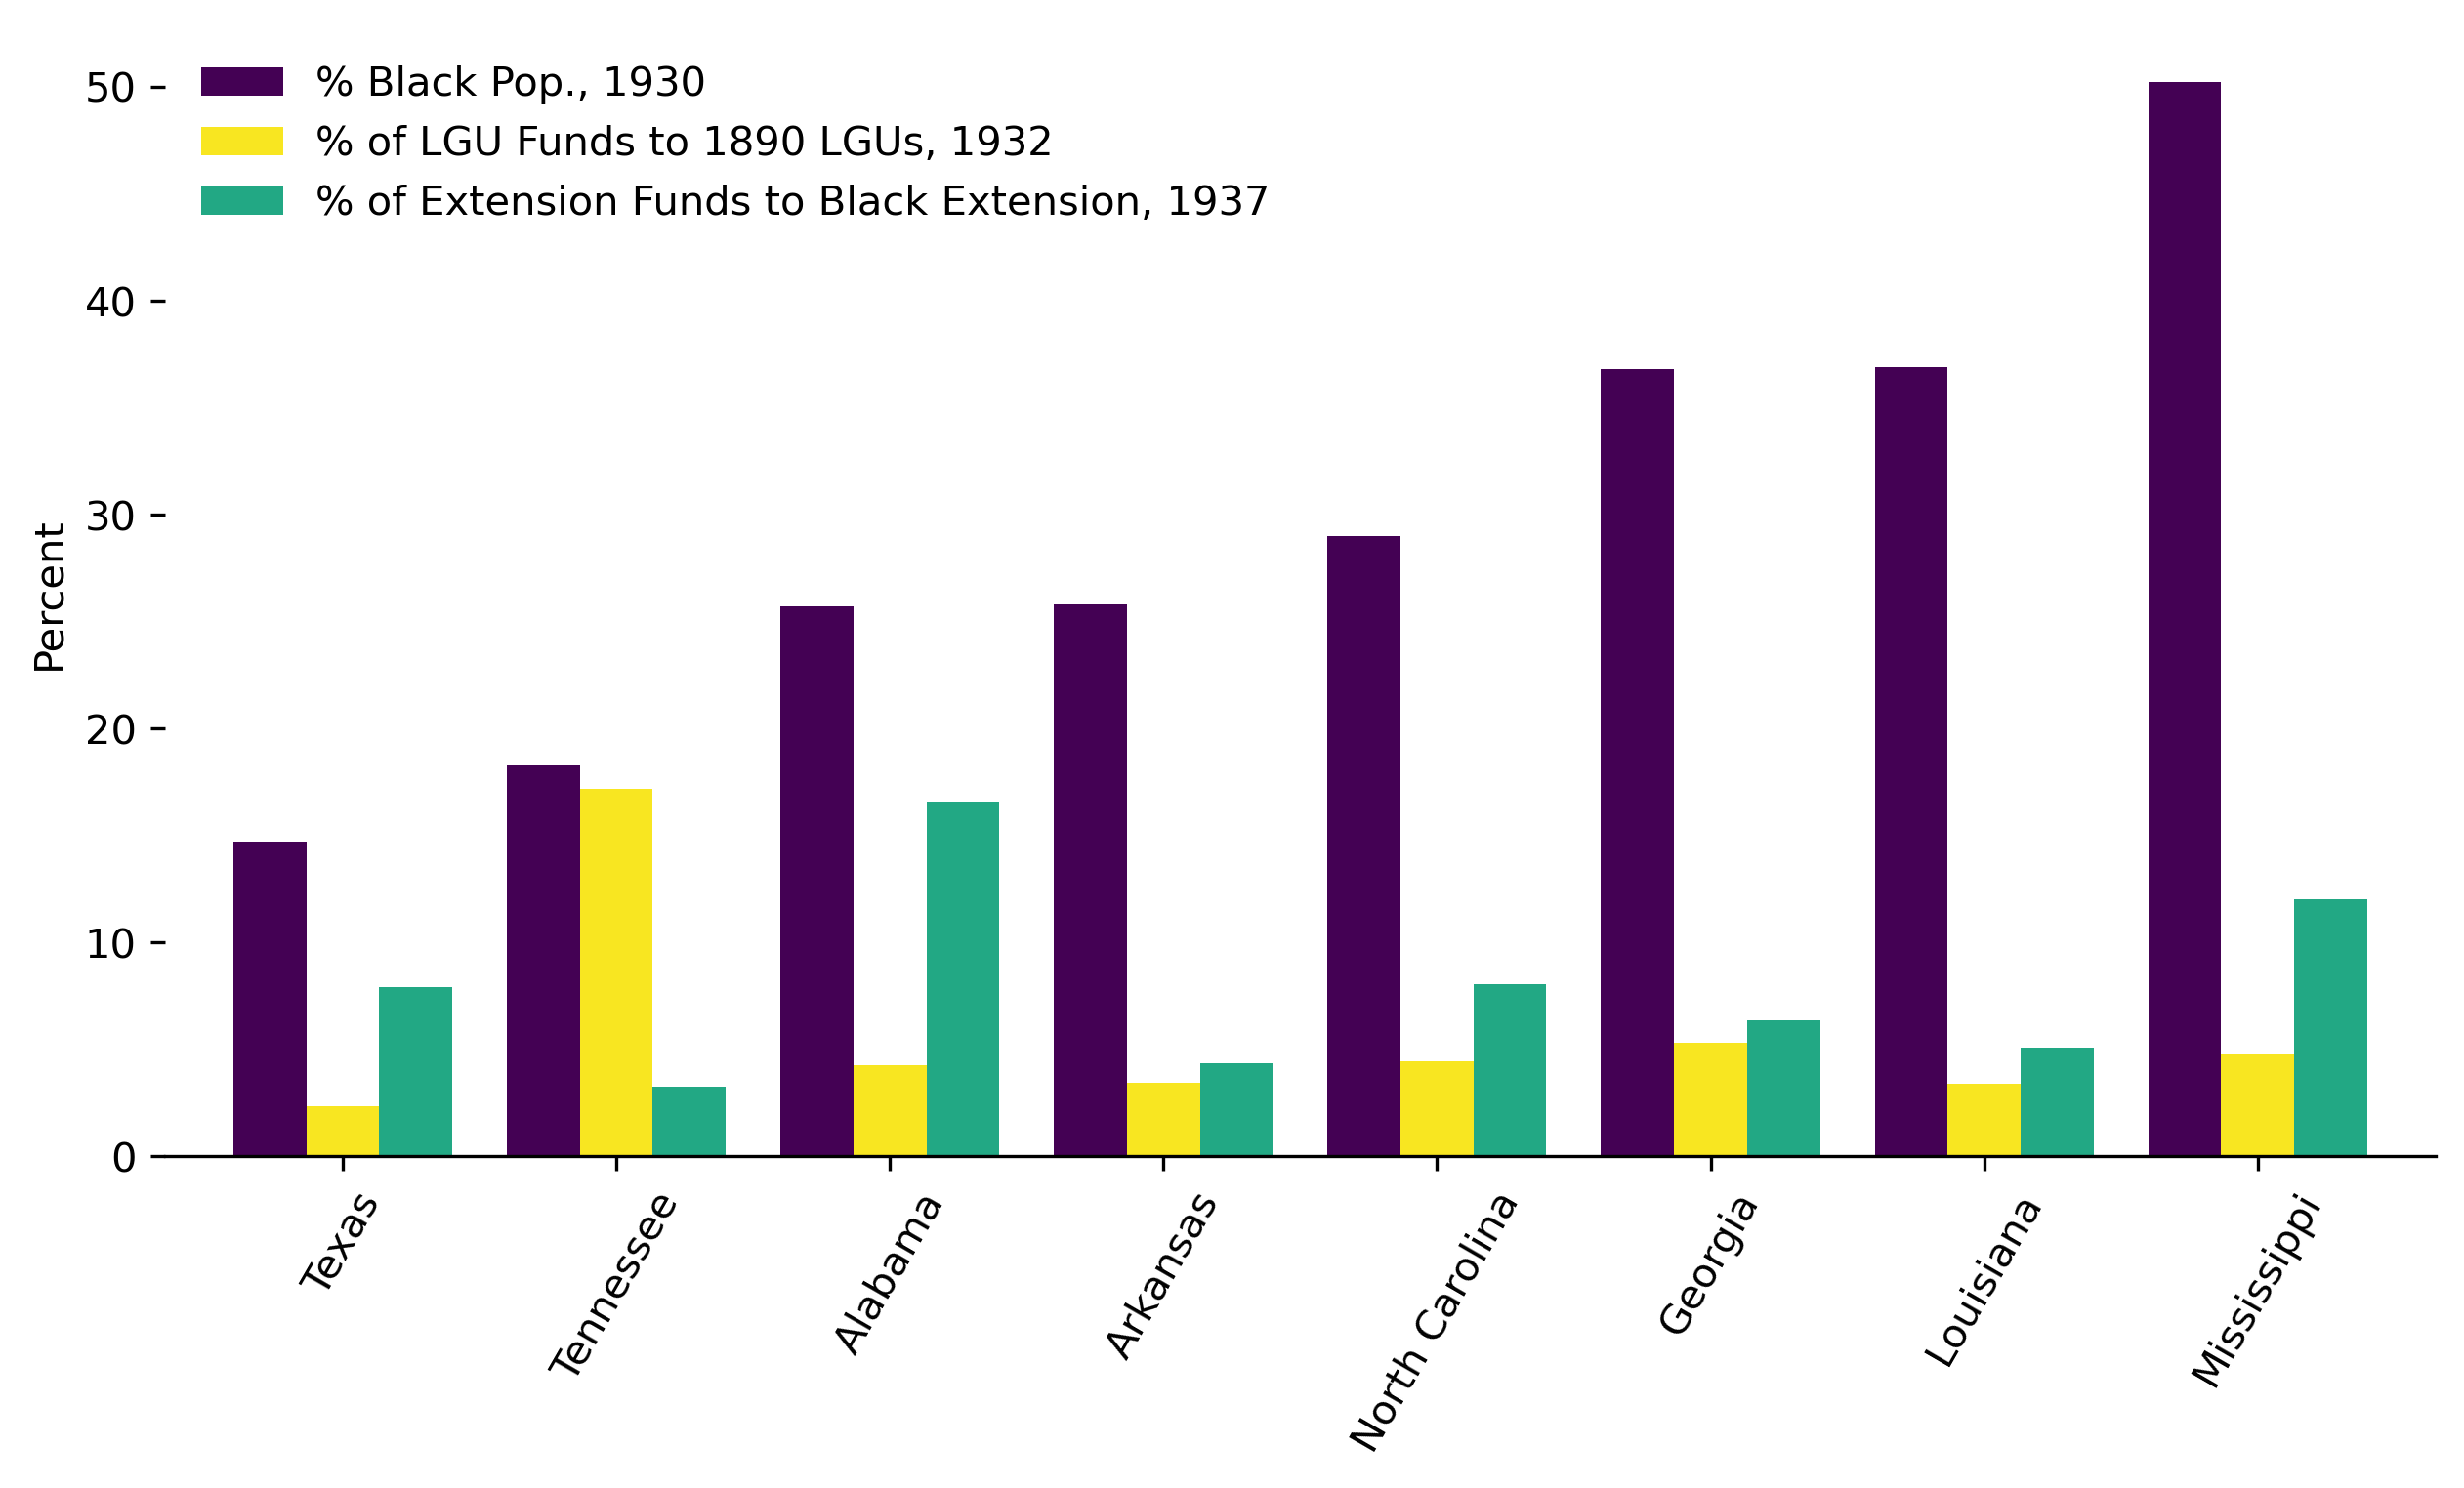 % Black Pop., 1930
% of LGU Funds to 1890 LGUs, 1932
% of Extension Funds to Black Extension, 1937
Percent
50
40
30
20
10
0
Texas
Tennessee
Alabama
Arkansas
North Carolina
Georgia
Louisiana
Mississippi